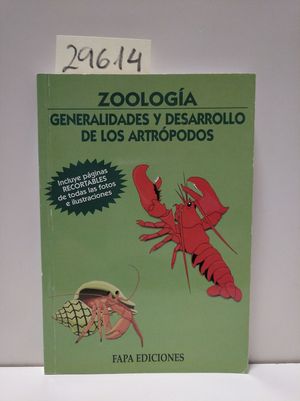 29614
ZOOLOGÍA
GENERALIDADES Y DESARROLLO
DE LOS ARTRÓPODOS
Incluye páginas
RECORTABLES
de todas las fotos
e ilustraciones
FAPA EDICIONES